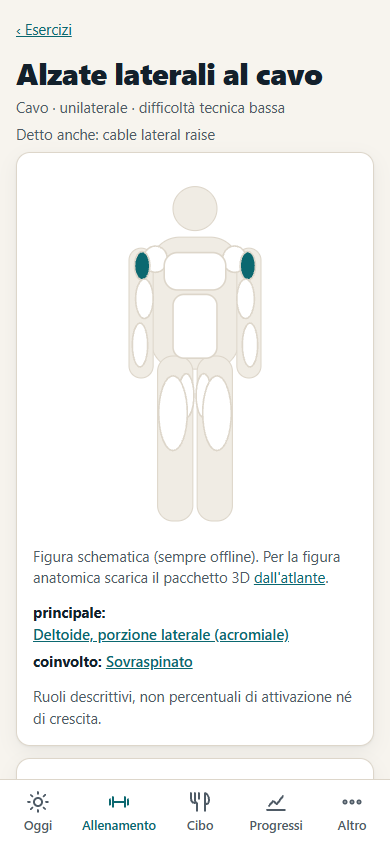 ‹ Esercizi
Alzate laterali al cavo
Cavo · unilaterale · difficoltà tecnica bassa
Detto anche: cable lateral raise
Figura schematica (sempre offline). Per la figura
anatomica scarica il pacchetto 3D dall'atlante.
principale:
Deltoide, porzione laterale (acromiale)
coinvolto: Sovraspinato
Ruoli descrittivi, non percentuali di attivazione né
di crescita.
Oggi
Allenamento
Cibo
Progressi
Altro